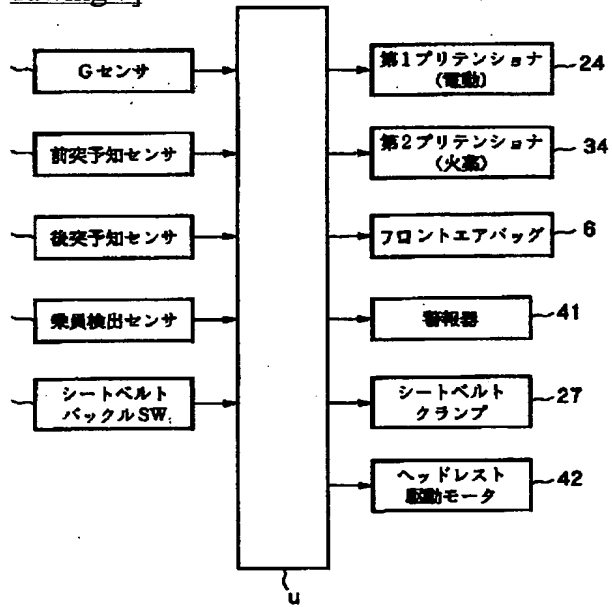 Gセンサ
前突予知センサ
後突予知センサ
乗員検出センサ
シートベルト
バックルSW
第1プリテンショナ
(電動)
24
第2プリテンショナ
(火薬)
34
フロントエアバッグ
6
警報器
41
シートベルト
クランプ
27
ヘッドレスト
駆動モータ
42
u